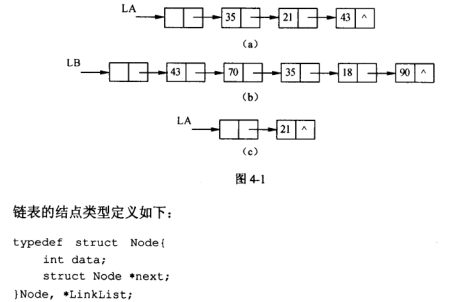 LA
35 21 43 ^
(a)
LB
43 70 35 18 90 ^
(b)
LA
21 ^
(c)
图 4-1
链表的结点类型定义如下：
typedef struct Node{
int data;
struct Node *next;
}Node, *LinkList;